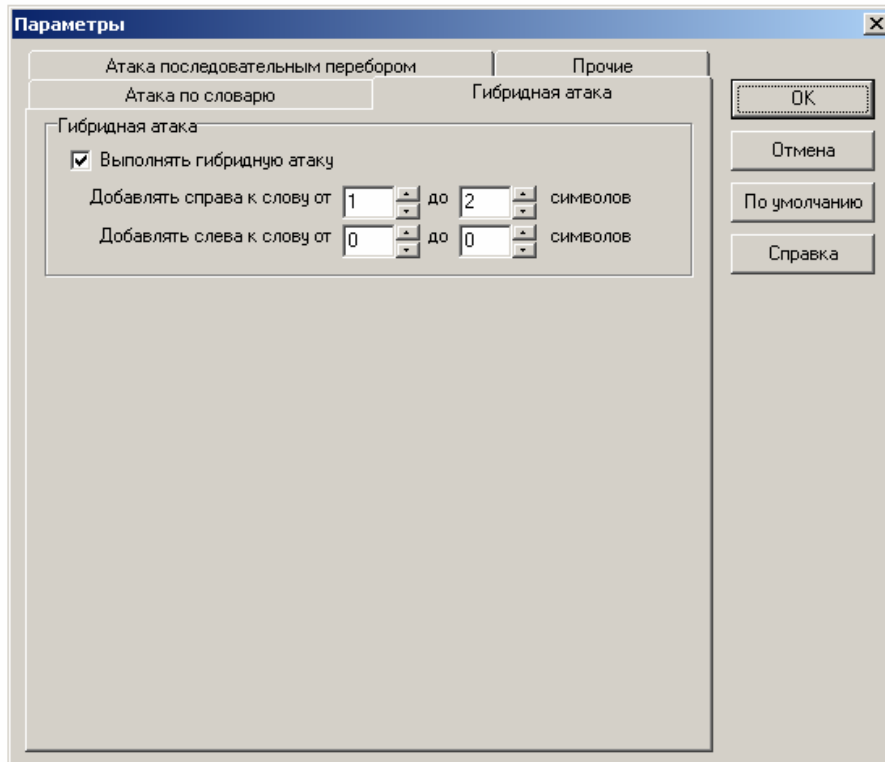 Параметры
Атака последовательным перебором
Прочие
Атака по словарю
Гибридная атака
Гибридная атака
Выполнять гибридную атаку
Добавлять справа к слову от 1 до 2 символов
Добавлять слева к слову от 0 до 0 символов
OK
Отмена
По умолчанию
Справка